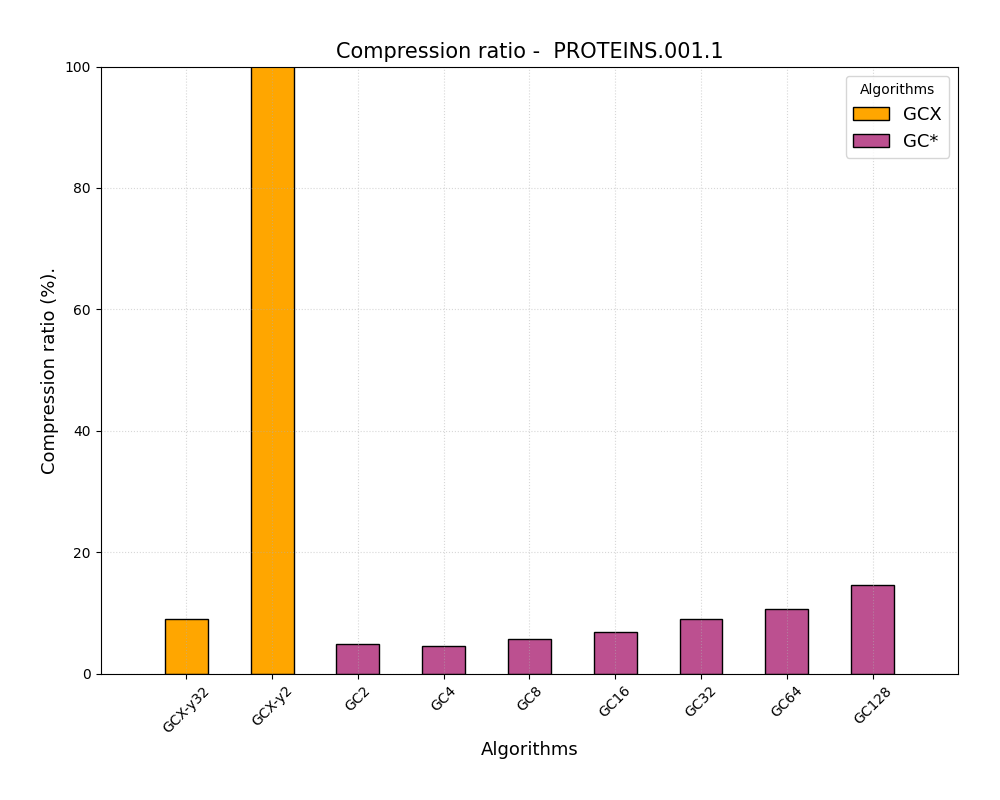 Compression ratio -  PROTEINS.001.1
Algorithms
GCX
GC*
Compression ratio (%).
100
80
60
40
20
0
GCX-y32
GCX-y2
GC2
GC4
GC8
GC16
GC32
GC64
GC128
Algorithms